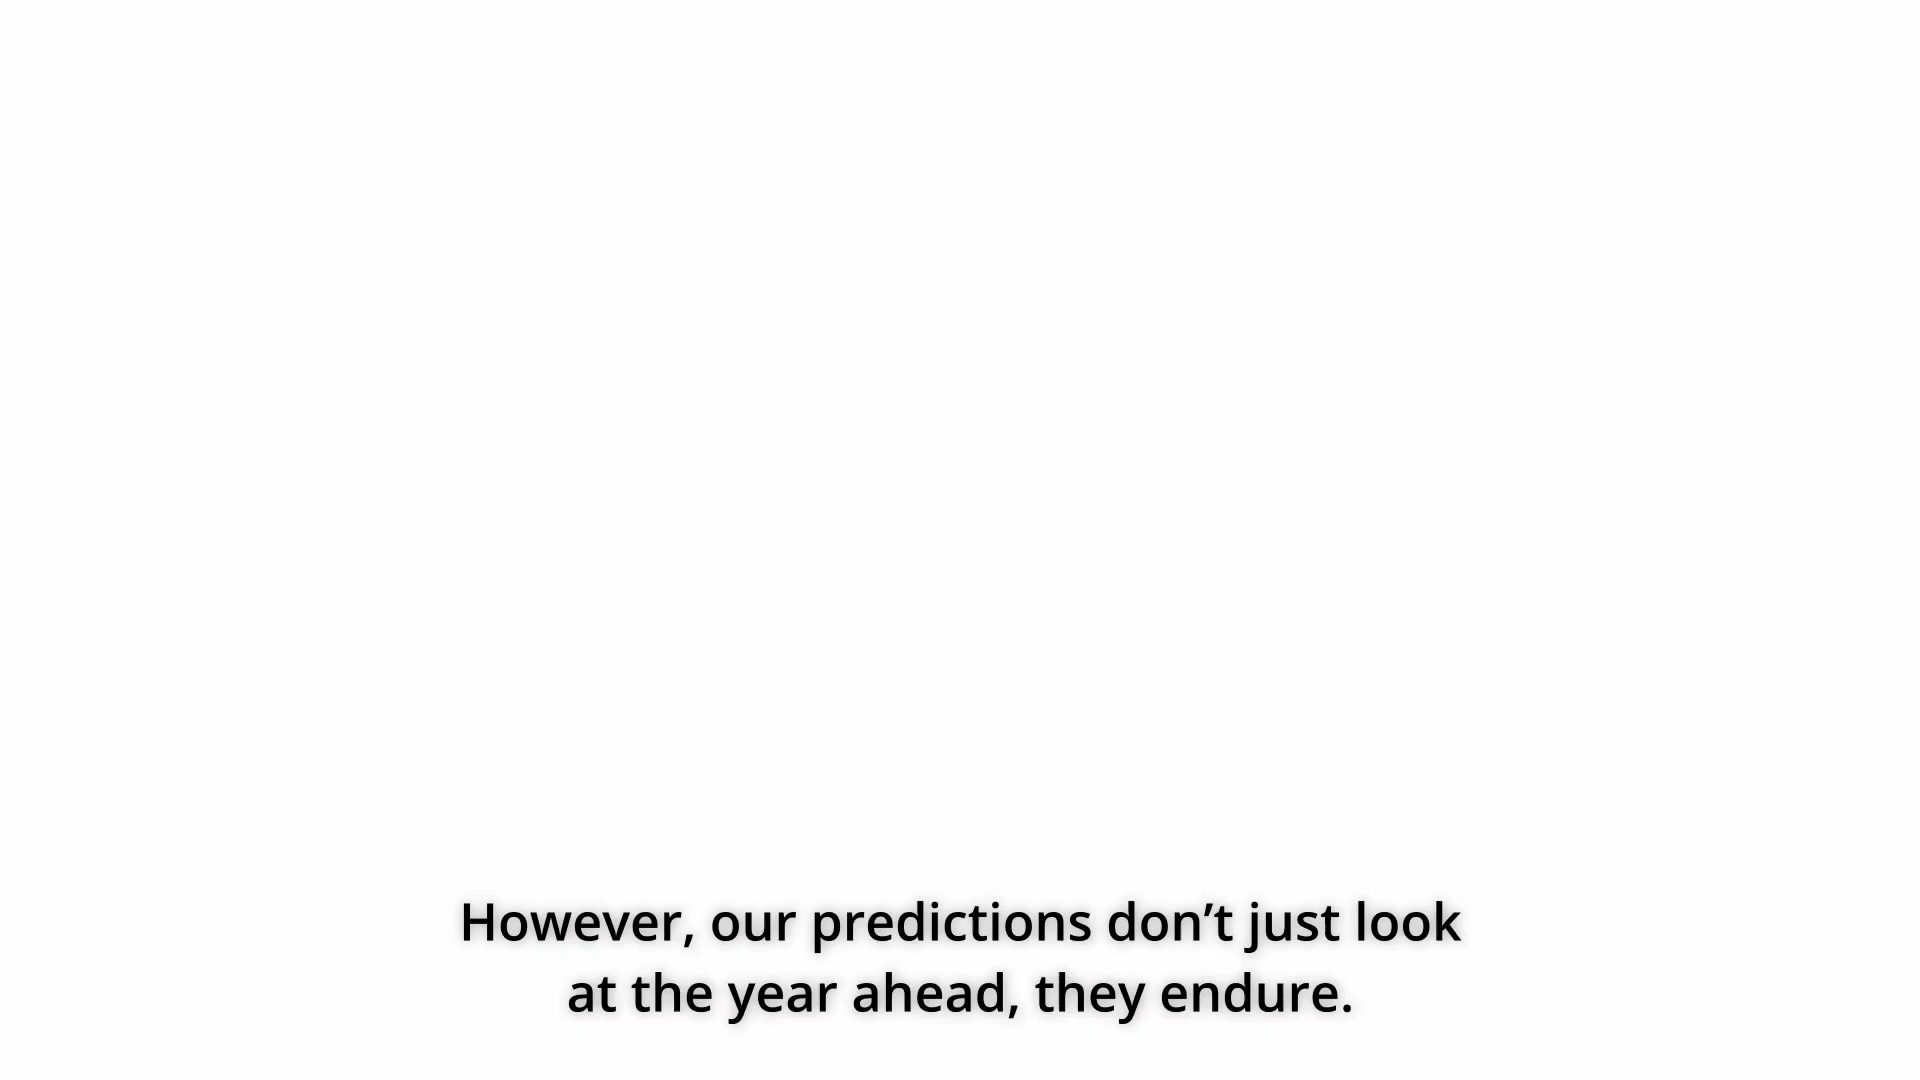 However, our predictions don’t just look
at the year ahead, they endure.